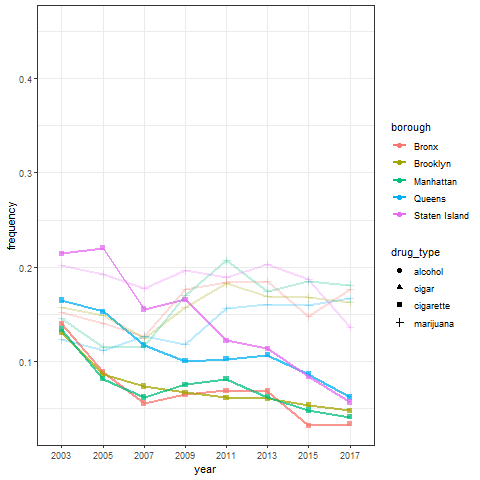 0.4
0.3
0.2
0.1
frequency
2003 2005 2007 2009 2011 2013 2015 2017
year
borough
Bronx
Brooklyn
Manhattan
Queens
Staten Island
drug_type
alcohol
cigar
cigarette
marijuana